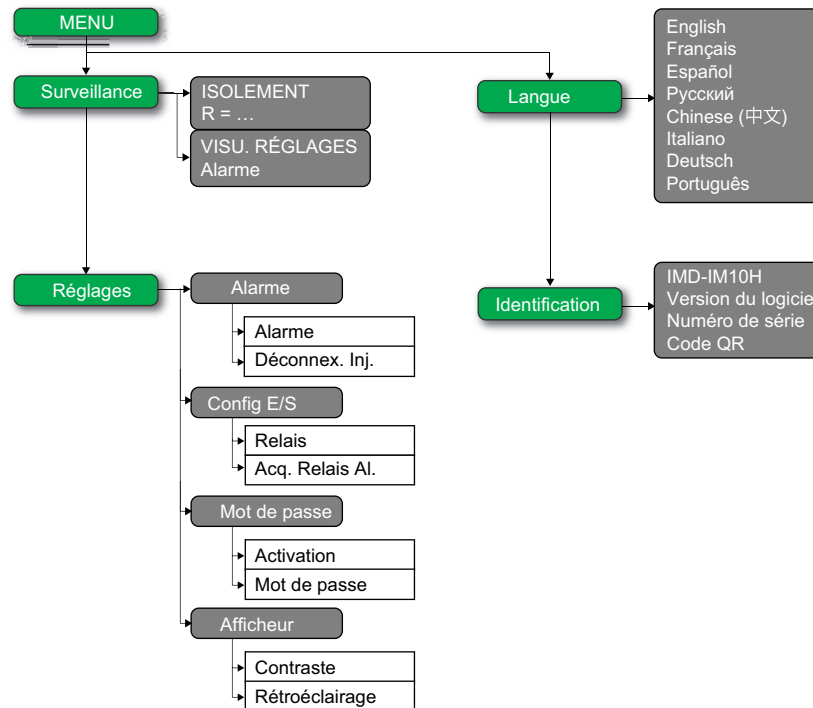 MENU
Surveillance
ISOLEMENT
R = ...
VISU. RÉGLAGES
Alarme
Réglages
Alarme
Alarme
Déconnex. Inj.
Config E/S
Relais
Acq. Relais Al.
Mot de passe
Activation
Mot de passe
Afficheur
Contraste
Rétroéclairage
Langue
English
Français
Español
Русский
Chinese (中文)
Italiano
Deutsch
Português
Identification
IMD-IM10H
Version du logicie
Numéro de série
Code QR